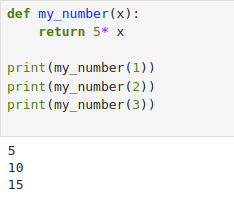 def my_number(x):
    return 5* x
print(my_number(1))
print(my_number(2))
print(my_number(3))
5
10
15